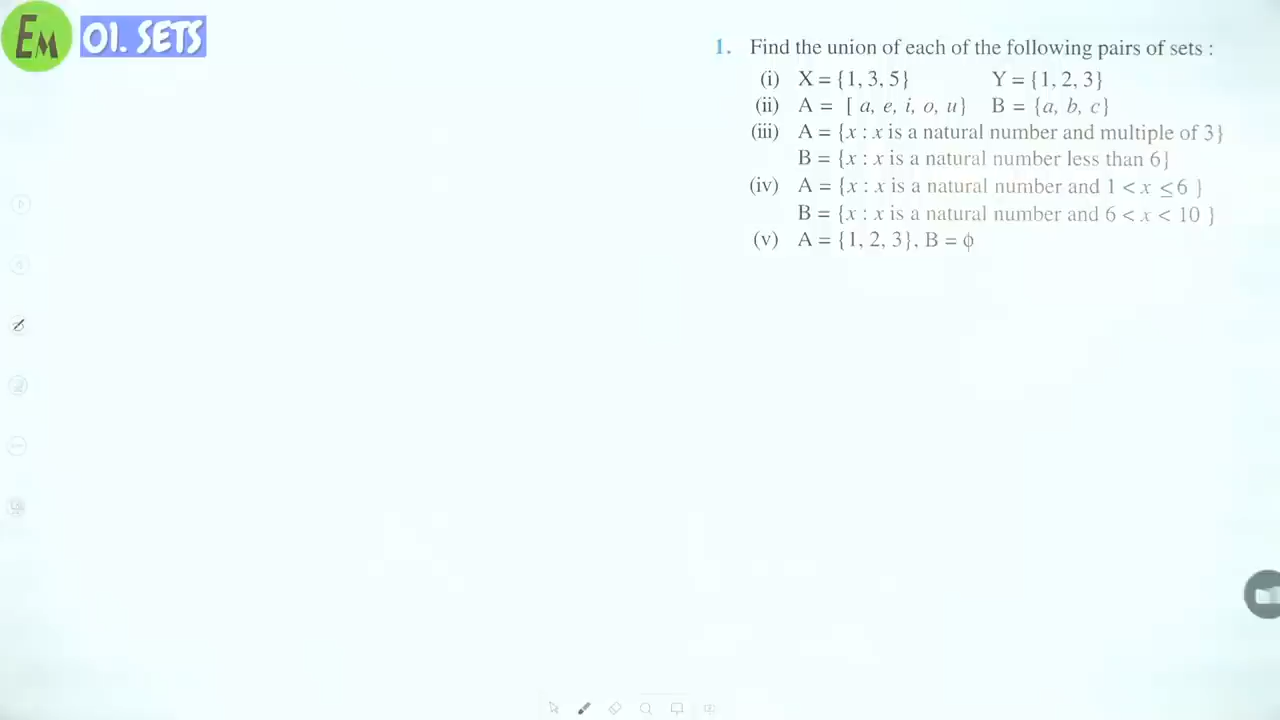 EM 01. SETS
1. Find the union of each of the following pairs of sets :
(i) X = {1, 3, 5} Y = {1, 2, 3}
(ii) A = [ a, e, i, o, u} B = {a, b, c}
(iii) A = {x : x is a natural number and multiple of 3}
B = {x : x is a natural number less than 6}
(iv) A = {x : x is a natural number and 1 < x ≤ 6 }
B = {x : x is a natural number and 6 < x < 10 }
(v) A = {1, 2, 3}, B = ϕ